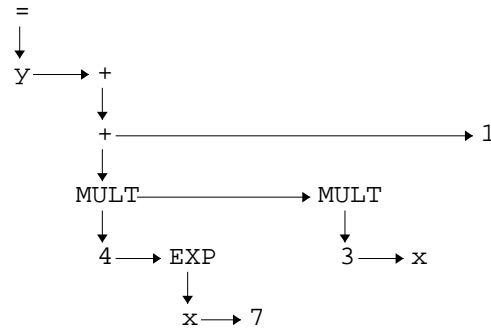 =
y +
+ 1
MULT MULT
4 EXP 3 x
x 7